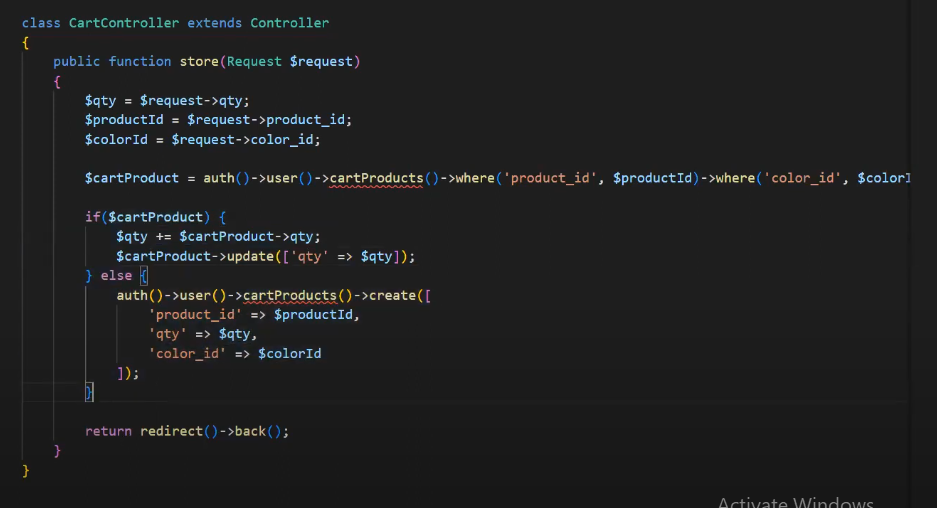 class CartController extends Controller
{
    public function store(Request $request)
    {
        $qty = $request->qty;
        $productId = $request->product_id;
        $colorId = $request->color_id;

        $cartProduct = auth()->user()->cartProducts()->where('product_id', $productId)->where('color_id', $colorI

        if($cartProduct) {
            $qty += $cartProduct->qty;
            $cartProduct->update(['qty' => $qty]);
        } else {
            auth()->user()->cartProducts()->create([
                'product_id' => $productId,
                'qty' => $qty,
                'color_id' => $colorId
            ]);
        }

        return redirect()->back();
    }
}
Activate Windows